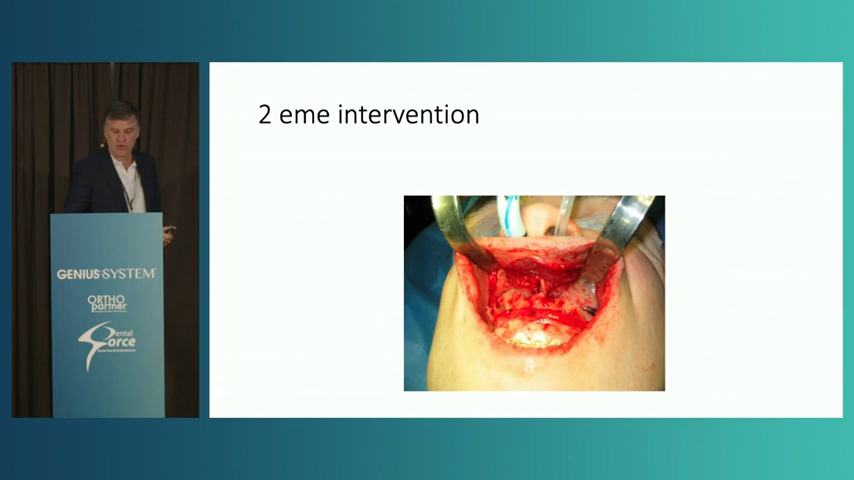 2 eme intervention
GENIUS SYSTEM
ORTHO
partner
Dental
Force